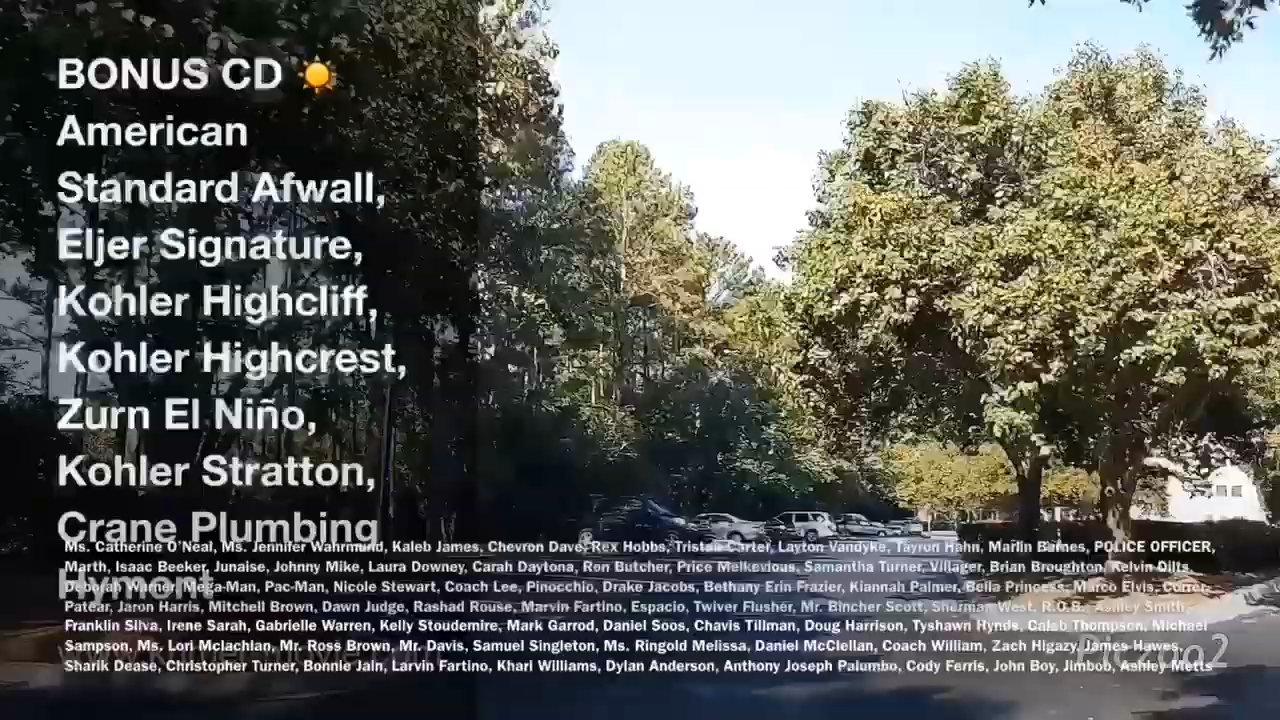 BONUS CD ☀️
American
Standard Afwall,
Eljer Signature,
Kohler Highcliff,
Kohler Highcrest,
Zurn El Niño,
Kohler Stratton,
Crane Plumbing
Ms. Catherine O'Neal, Ms. Jennifer Wahrmund, Kaleb James, Chevron Dave, Rex Hobbs, Tristan Carter, Layton Vandyke, Tayron Hahn, Marlin Barnes, POLICE OFFICER,
Marth, Isaac Beeker, Junaise, Johnny Mike, Laura Downey, Carah Daytona, Ron Butcher, Price Melkevious, Samantha Turner, Villager, Brian Broughton, Kelvin Dilts,
Deborah Warner, Mega-Man, Pac-Man, Nicole Stewart, Coach Lee, Pinocchio, Drake Jacobs, Bethany Erin Frazier, Kiannah Palmer, Bella Princess, Marco Elvis, Correr
Patear, Jaron Harris, Mitchell Brown, Dawn Judge, Rashad Rouse, Marvin Fartino, Espacio, Twiver Flusher, Mr. Bincher Scott, Sherman West, R.O.B., Ashley Smith,
Franklin Silva, Irene Sarah, Gabrielle Warren, Kelly Stoudemire, Mark Garrod, Daniel Soos, Chavis Tillman, Doug Harrison, Tyshawn Hynds, Caleb Thompson, Michael
Sampson, Ms. Lori Mclachlan, Mr. Ross Brown, Mr. Davis, Samuel Singleton, Ms. Ringold Melissa, Daniel McClellan, Coach William, Zach Higazy, James Hawes,
Sharik Dease, Christopher Turner, Bonnie Jain, Larvin Fartino, Kharl Williams, Dylan Anderson, Anthony Joseph Palumbo, Cody Ferris, John Boy, Jimbob, Ashley Metts